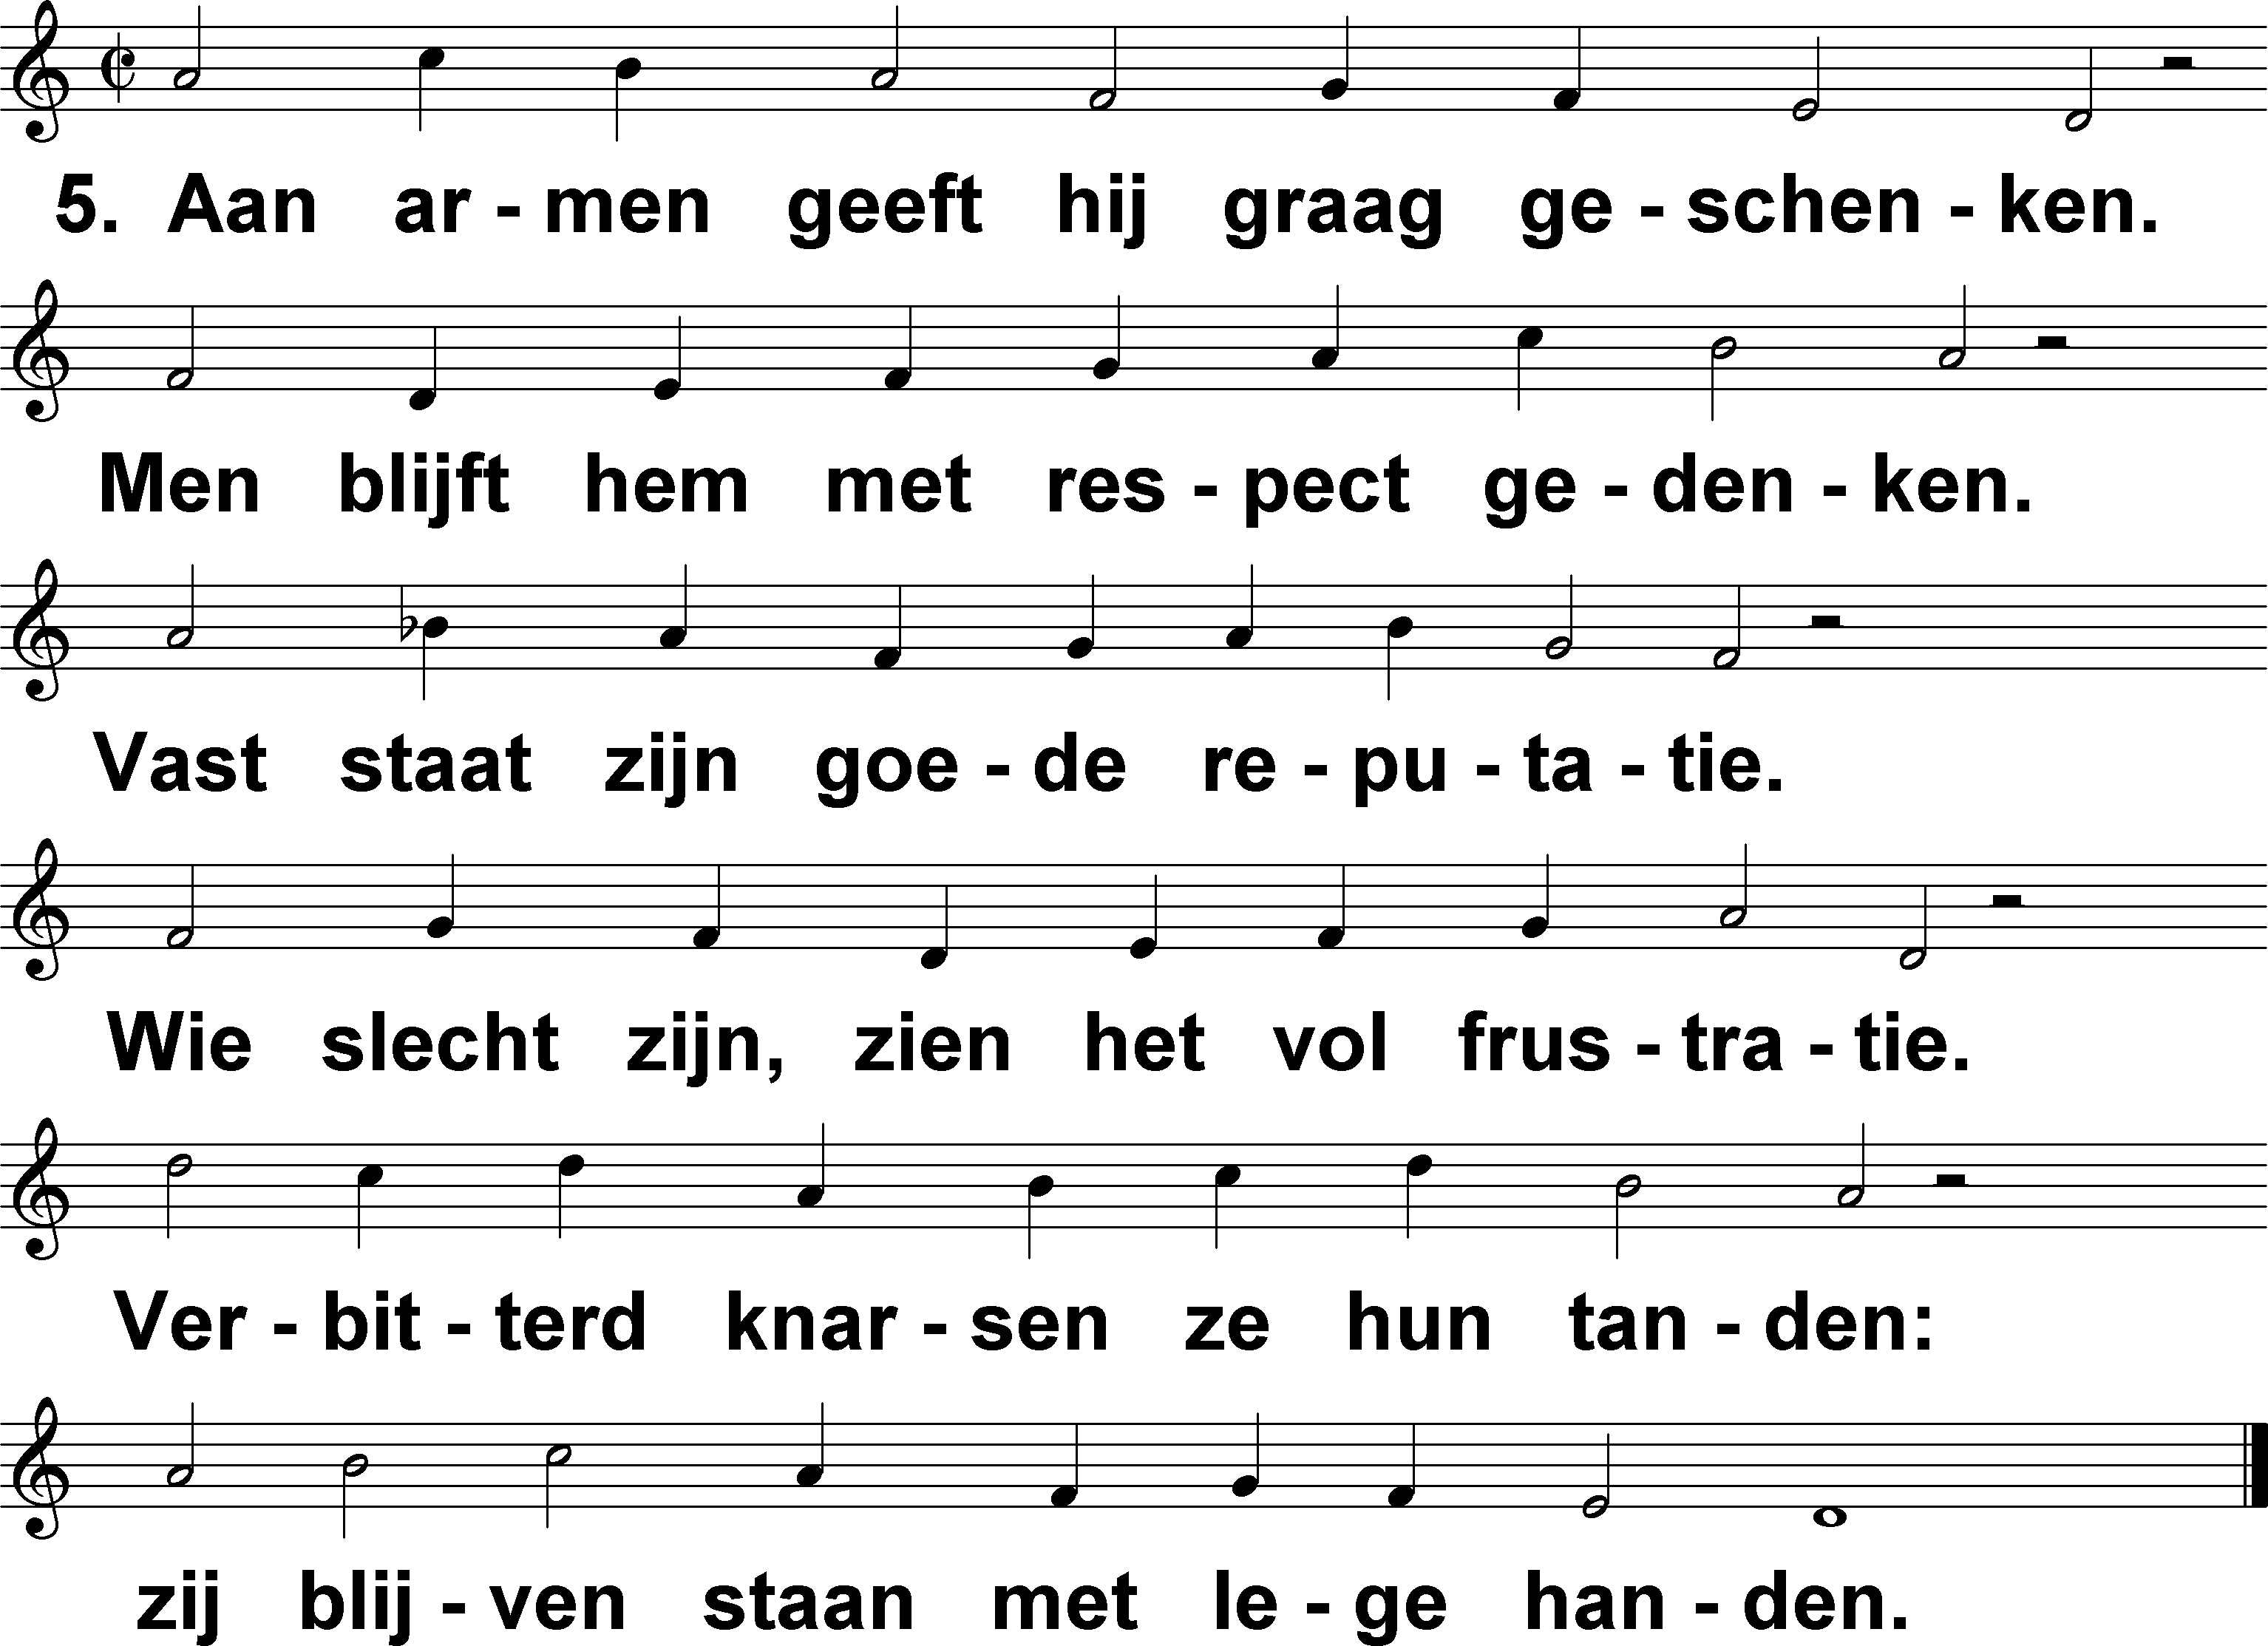 5. Aan ar - men geeft hij graag ge - schen - ken.
Men blijft hem met res - pect ge - den - ken.
Vast staat zijn goe - de re - pu - ta - tie.
Wie slecht zijn, zien het vol frus - tra - tie.
Ver - bit - terd knar - sen ze hun tan - den:
zij blij - ven staan met le - ge han - den.